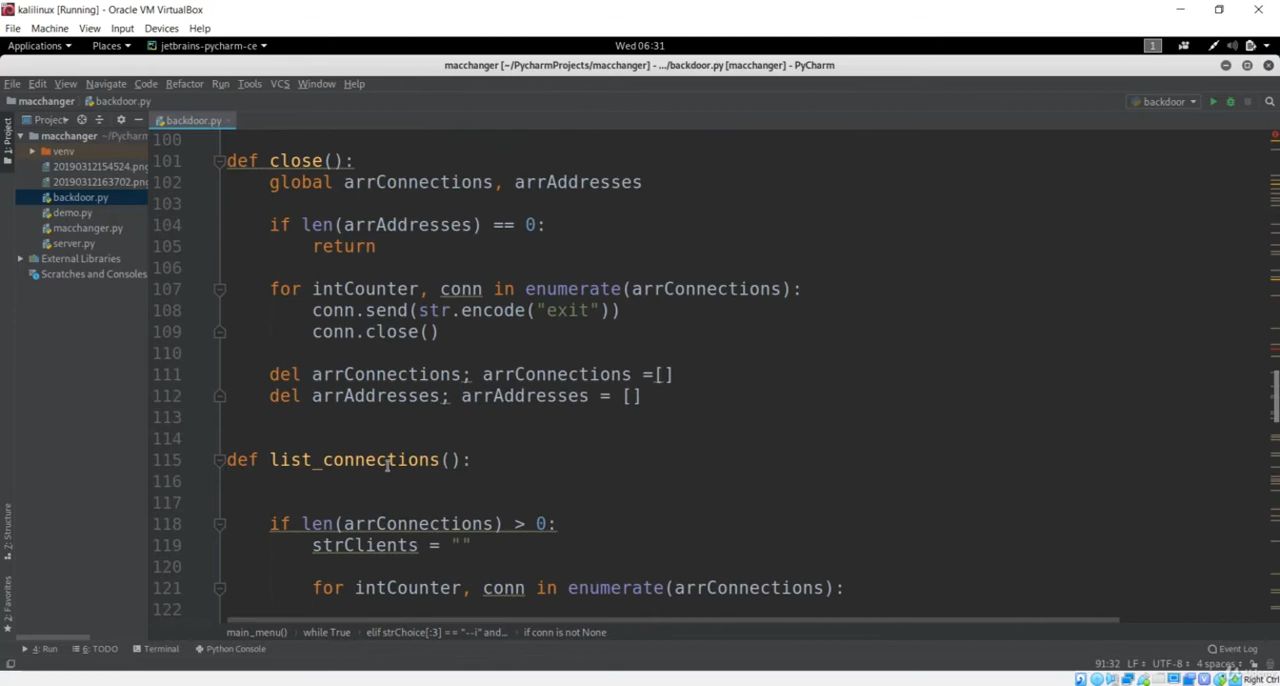 kalilinux [Running] - Oracle VM VirtualBox
File Machine View Input Devices Help
Applications Places jetbrains-pycharm-ce Wed 06:31 1
macchanger [~/PycharmProjects/macchanger] - .../backdoor.py [macchanger] - PyCharm
File Edit View Navigate Code Refactor Run Tools VCS Window Help
macchanger backdoor.py backdoor
1: Project
Project backdoor.py
macchanger ~/Pycharm
venv
20190312154524.png
20190312163702.png
backdoor.py
demo.py
macchanger.py
server.py
External Libraries
Scratches and Consoles
100
101 def close():
102 global arrConnections, arrAddresses
103
104 if len(arrAddresses) == 0:
105 return
106
107 for intCounter, conn in enumerate(arrConnections):
108 conn.send(str.encode("exit"))
109 conn.close()
110
111 del arrConnections; arrConnections =[]
112 del arrAddresses; arrAddresses = []
113
114
115 def list_connections():
116
117
118 if len(arrConnections) > 0:
119 strClients = ""
120
121 for intCounter, conn in enumerate(arrConnections):
122
7: Structure
2: Favorites
main_menu() while True elif strChoice[:3] == "--i" and... if conn is not None
4: Run 6: TODO Terminal Python Console Event Log
91:32 LF UTF-8 4 spaces
Right Ctrl